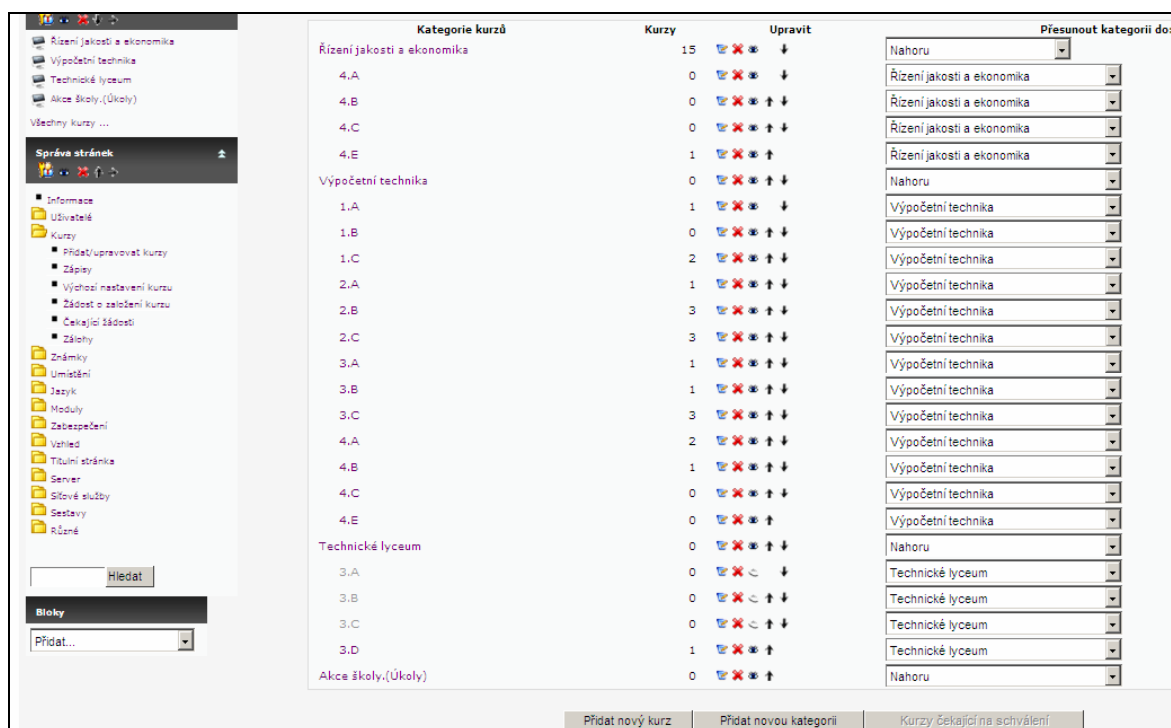 Řízení jakosti a ekonomika
Výpočetní technika
Technické lyceum
Akce školy.(Úkoly)
Všechny kurzy ...
Správa stránek
Informace
Uživatelé
Kurzy
Přidat/upravovat kurzy
Zápisy
Výchozí nastavení kurzu
Žádost o založení kurzu
Čekající žádosti
Zálohy
Známky
Umístění
Jazyk
Moduly
Zabezpečení
Vzhled
Titulní stránka
Server
Síťové služby
Sestavy
Různé
Hledat
Bloky
Přidat...
Kategorie kurzů Kurzy Upravit Přesunout kategorii do:
Řízení jakosti a ekonomika 15 Nahoru
4.A 0 Řízení jakosti a ekonomika
4.B 0 Řízení jakosti a ekonomika
4.C 0 Řízení jakosti a ekonomika
4.E 1 Řízení jakosti a ekonomika
Výpočetní technika 0 Nahoru
1.A 1 Výpočetní technika
1.B 0 Výpočetní technika
1.C 2 Výpočetní technika
2.A 1 Výpočetní technika
2.B 3 Výpočetní technika
2.C 3 Výpočetní technika
3.A 1 Výpočetní technika
3.B 1 Výpočetní technika
3.C 3 Výpočetní technika
4.A 2 Výpočetní technika
4.B 1 Výpočetní technika
4.C 0 Výpočetní technika
4.E 0 Výpočetní technika
Technické lyceum 0 Nahoru
3.A 0 Technické lyceum
3.B 0 Technické lyceum
3.C 0 Technické lyceum
3.D 1 Technické lyceum
Akce školy.(Úkoly) 0 Nahoru
Přidat nový kurz Přidat novou kategorii Kurzy čekající na schválení